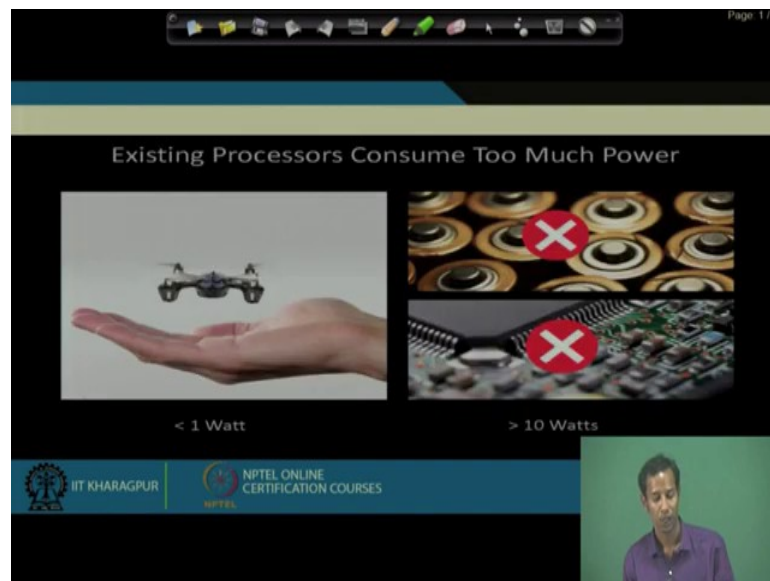 Page: 1 /
Existing Processors Consume Too Much Power
< 1 Watt
> 10 Watts
IIT KHARAGPUR
NPTEL
NPTEL ONLINE
CERTIFICATION COURSES